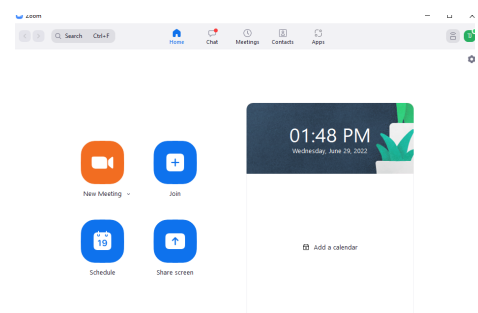 Zoom
Search Ctrl+F
Home
Chat
Meetings
Contacts
Apps
01:48 PM
Wednesday, June 29, 2022
New Meeting
Join
19
Schedule
Share screen
Add a calendar